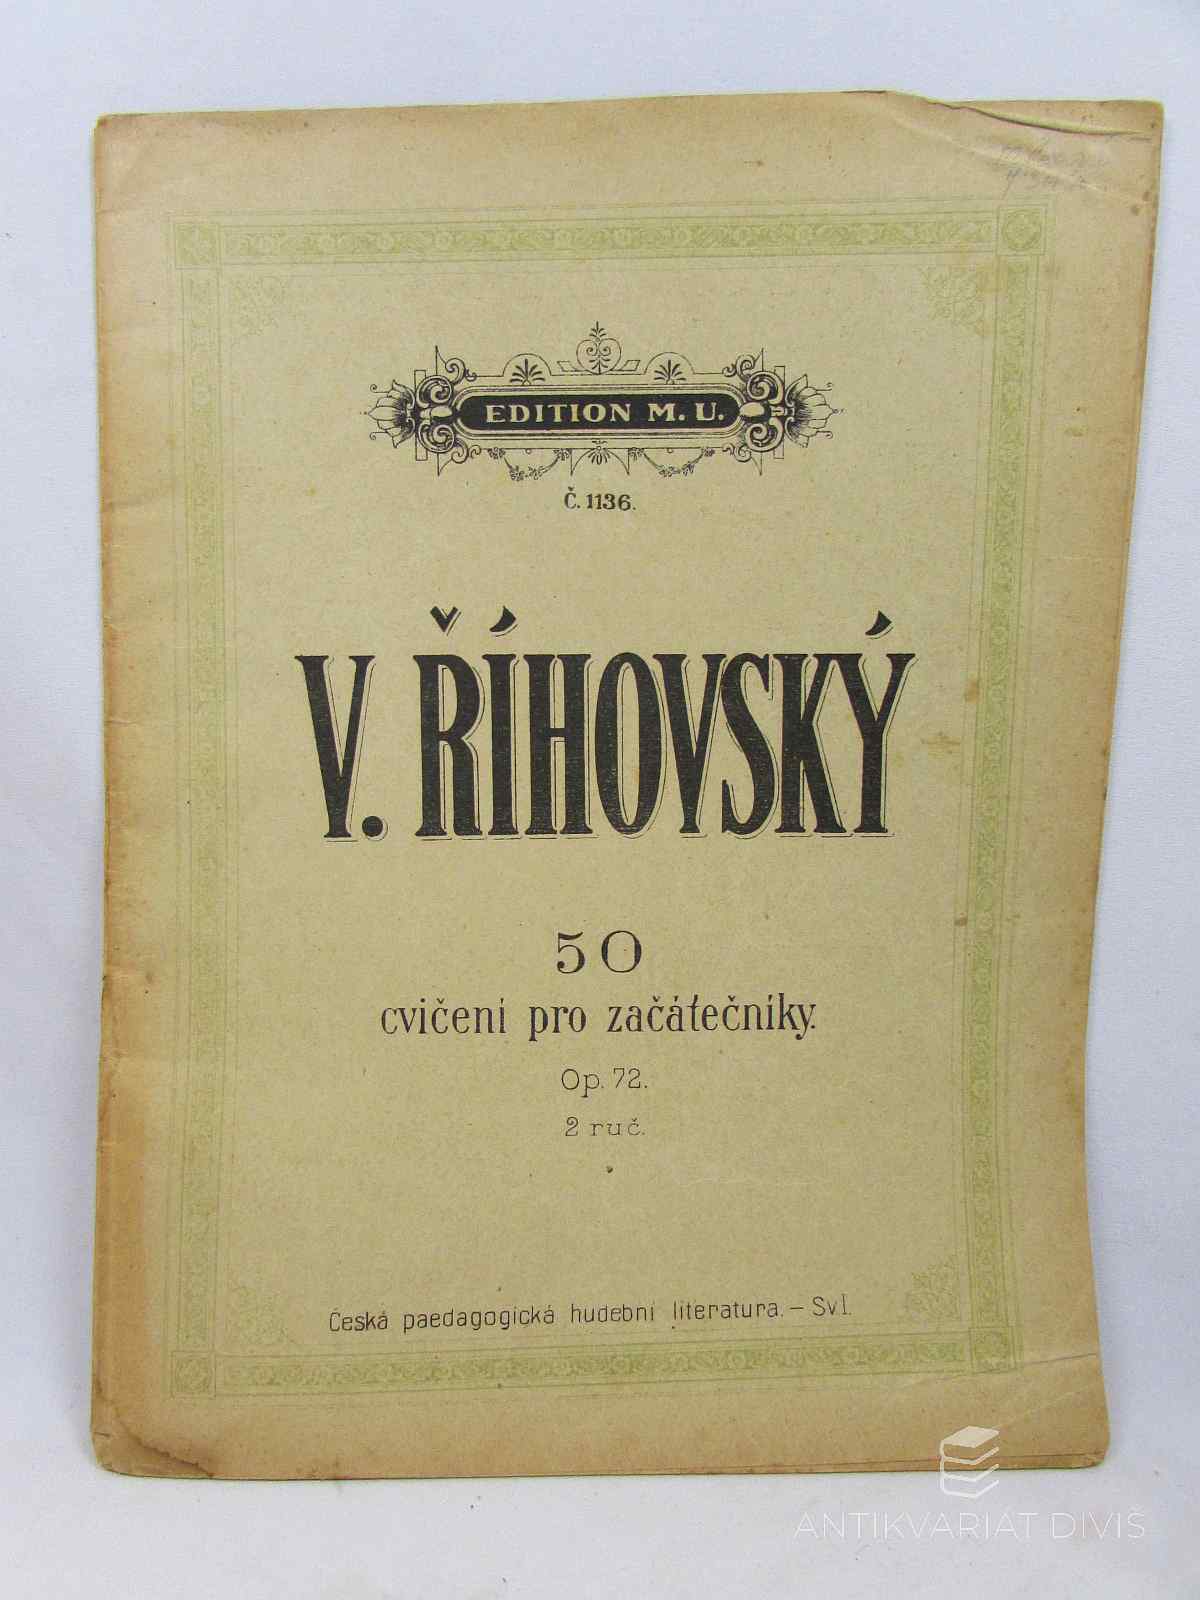 EDITION M. U.
Č. 1136.
V. ŘÍHOVSKÝ
50
cvičení pro začátečníky.
Op. 72.
2 ruč.
Česká paedagogická hudební literatura. – Sv I.
ANTIKVARIÁT DIVIŠ